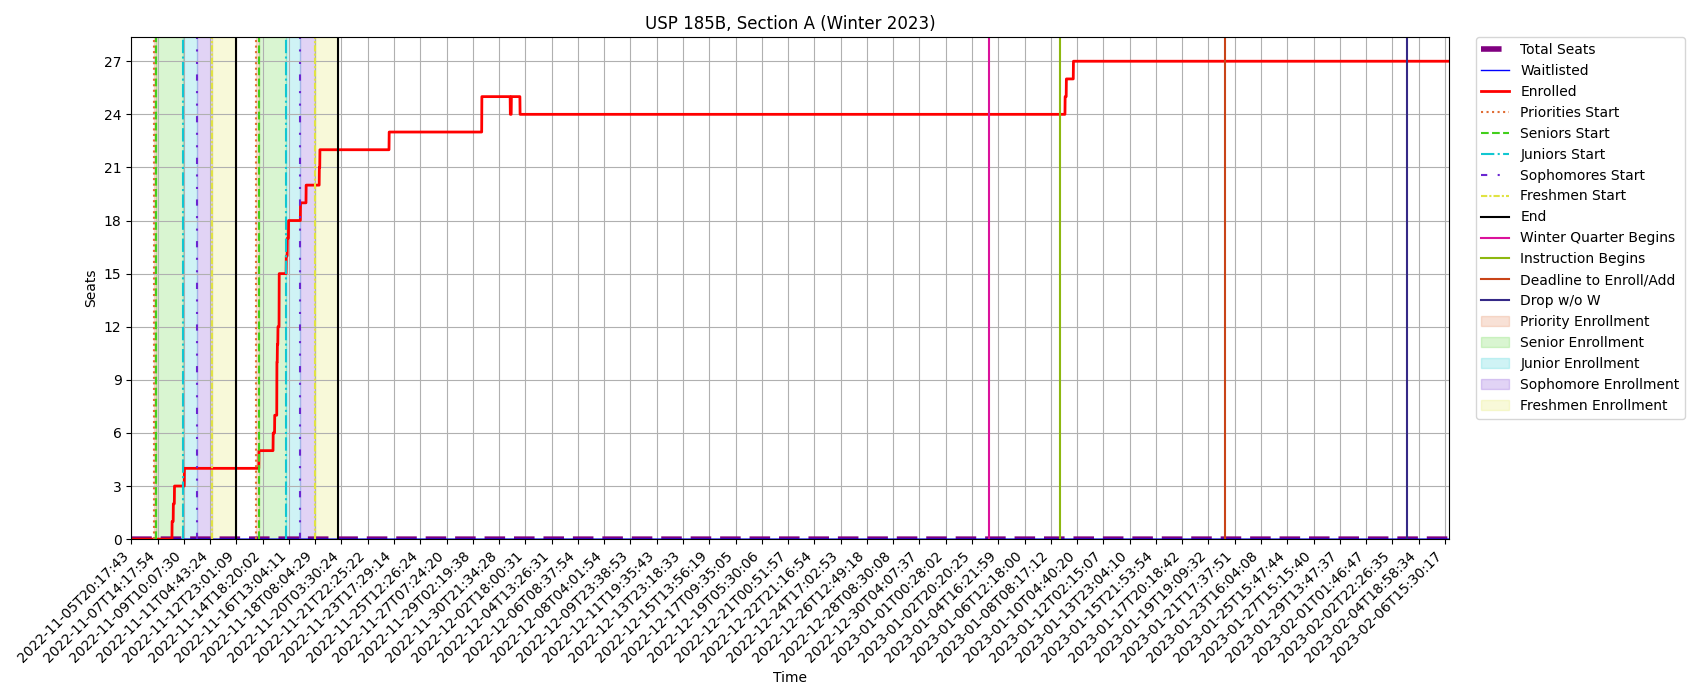 USP 185B, Section A (Winter 2023)
Seats
27
24
21
18
15
12
9
6
3
0
2022-11-05T20:17:43
2022-11-07T14:17:54
2022-11-09T10:07:30
2022-11-11T04:43:24
2022-11-12T23:01:09
2022-11-14T18:20:02
2022-11-16T13:04:11
2022-11-18T08:04:29
2022-11-20T03:30:24
2022-11-21T22:25:22
2022-11-23T17:29:14
2022-11-25T12:26:24
2022-11-27T07:24:20
2022-11-29T02:19:38
2022-11-30T21:34:28
2022-12-02T18:00:31
2022-12-04T13:26:31
2022-12-06T08:37:54
2022-12-08T04:01:54
2022-12-09T23:38:53
2022-12-11T19:35:43
2022-12-13T13:18:33
2022-12-15T13:56:19
2022-12-17T09:35:05
2022-12-19T05:30:06
2022-12-21T00:51:57
2022-12-22T21:16:54
2022-12-24T17:02:53
2022-12-26T12:49:18
2022-12-28T08:30:08
2022-12-30T04:07:37
2023-01-01T00:28:02
2023-01-02T20:20:25
2023-01-04T16:21:59
2023-01-06T12:18:00
2023-01-08T08:17:12
2023-01-10T04:40:20
2023-01-12T02:15:07
2023-01-13T23:04:10
2023-01-15T21:53:54
2023-01-17T20:18:42
2023-01-19T19:09:32
2023-01-21T17:37:51
2023-01-23T16:04:08
2023-01-25T15:47:44
2023-01-27T15:15:40
2023-01-29T13:47:37
2023-02-01T01:46:47
2023-02-02T22:26:35
2023-02-04T18:58:34
2023-02-06T15:30:17
Time
Total Seats
Waitlisted
Enrolled
Priorities Start
Seniors Start
Juniors Start
Sophomores Start
Freshmen Start
End
Winter Quarter Begins
Instruction Begins
Deadline to Enroll/Add
Drop w/o W
Priority Enrollment
Senior Enrollment
Junior Enrollment
Sophomore Enrollment
Freshmen Enrollment